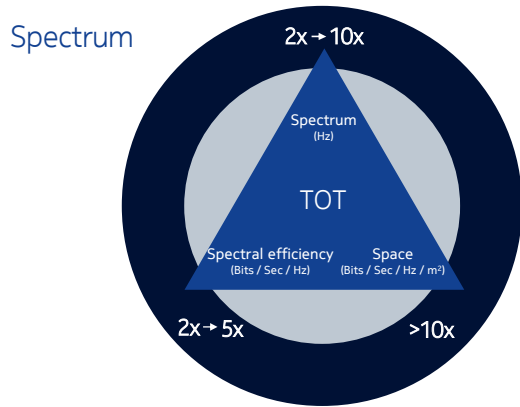 Spectrum
2x→10x
Spectrum
(Hz)
TOT
Spectral efficiency
(Bits / Sec / Hz)
Space
(Bits / Sec / Hz / m²)
2x→5x
>10x